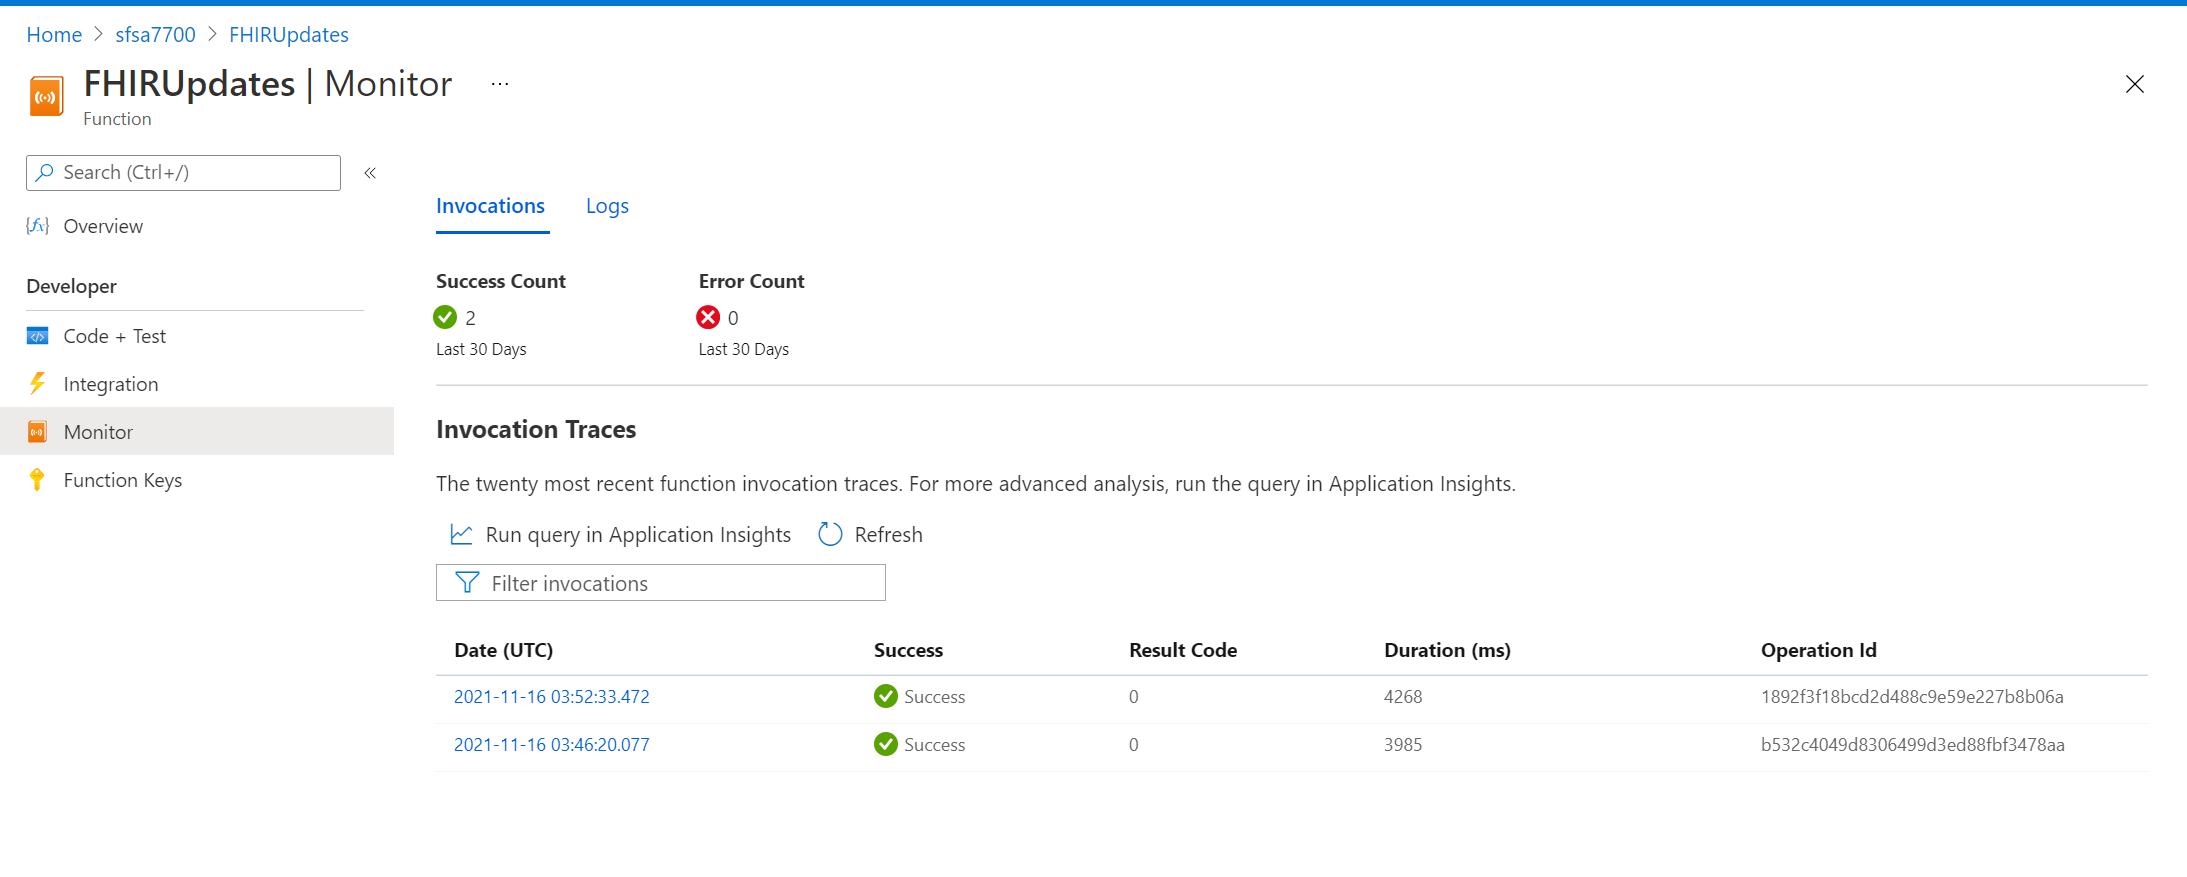 Home > sfsa7700 > FHIRUpdates
FHIRUpdates | Monitor ...
Function
Search (Ctrl+/) «
Overview
Developer
Code + Test
Integration
Monitor
Function Keys
Invocations Logs
Success Count Error Count
2 0
Last 30 Days Last 30 Days
Invocation Traces
The twenty most recent function invocation traces. For more advanced analysis, run the query in Application Insights.
Run query in Application Insights Refresh
Filter invocations
Date (UTC) Success Result Code Duration (ms) Operation Id
2021-11-16 03:52:33.472 Success 0 4268 1892f3f18bcd2d488c9e59e227b8b06a
2021-11-16 03:46:20.077 Success 0 3985 b532c4049d8306499d3ed88fbf3478aa